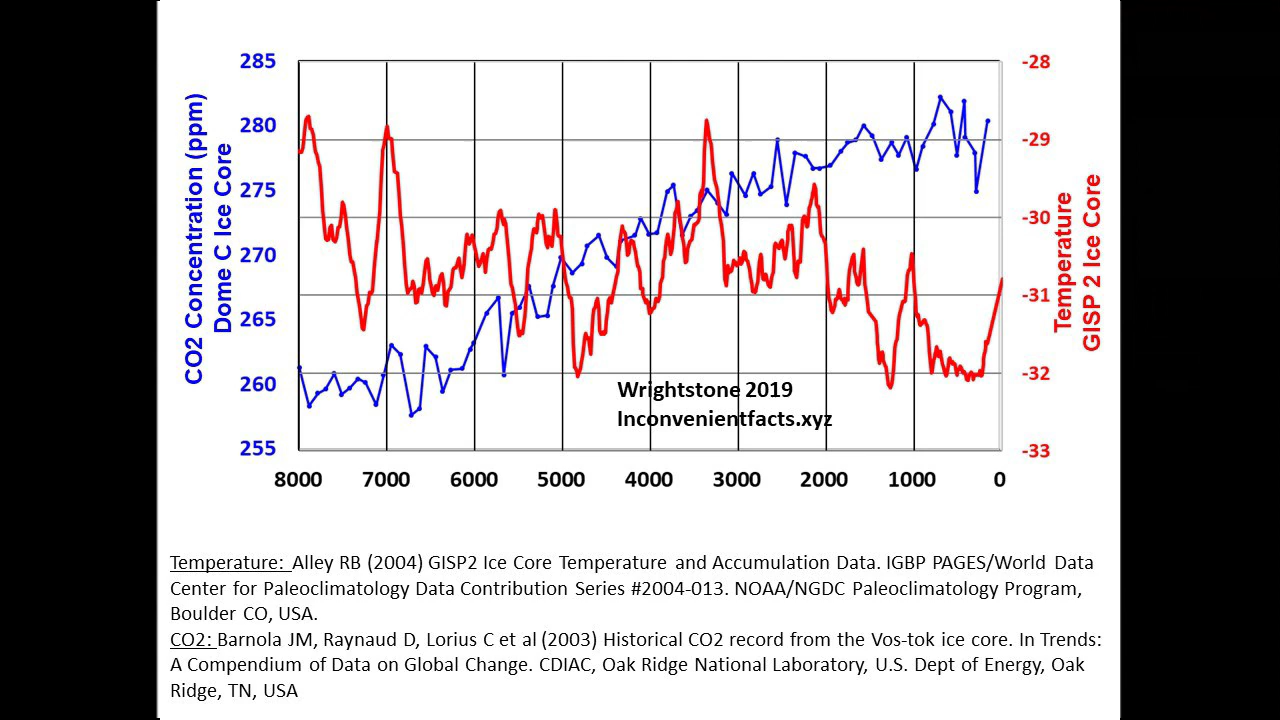 285
280
275
270
265
260
255
CO2 Concentration (ppm)
Dome C Ice Core
-28
-29
-30
-31
-32
-33
Temperature
GISP 2 Ice Core
Wrightstone 2019
Inconvenientfacts.xyz
8000 7000 6000 5000 4000 3000 2000 1000 0
Temperature: Alley RB (2004) GISP2 Ice Core Temperature and Accumulation Data. IGBP PAGES/World Data
Center for Paleoclimatology Data Contribution Series #2004-013. NOAA/NGDC Paleoclimatology Program,
Boulder CO, USA.
CO2: Barnola JM, Raynaud D, Lorius C et al (2003) Historical CO2 record from the Vos-tok ice core. In Trends:
A Compendium of Data on Global Change. CDIAC, Oak Ridge National Laboratory, U.S. Dept of Energy, Oak
Ridge, TN, USA